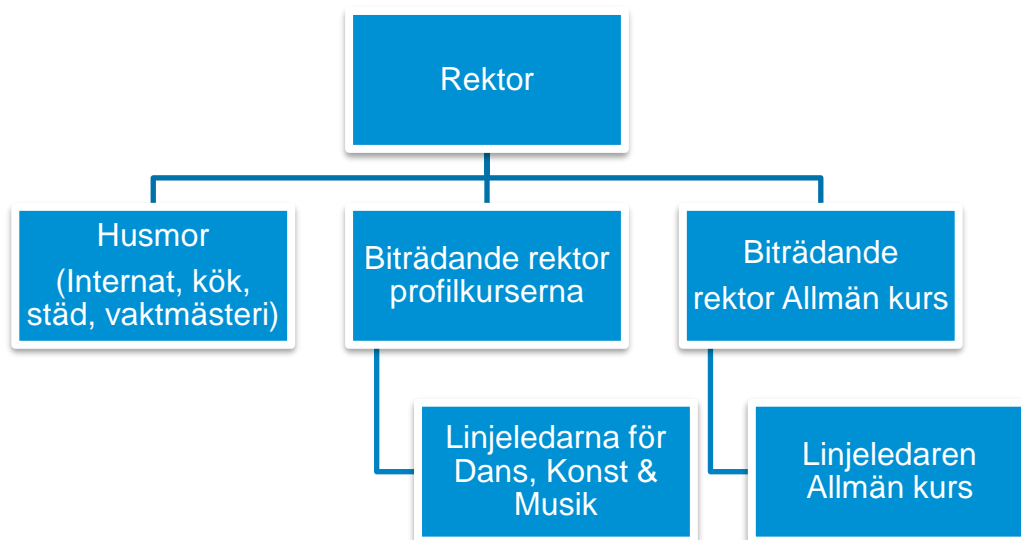 Rektor
Husmor
(Internat, kök,
städ, vaktmästeri)
Biträdande rektor
profilkurserna
Biträdande
rektor Allmän kurs
Linjeledarna för
Dans, Konst &
Musik
Linjeledaren
Allmän kurs